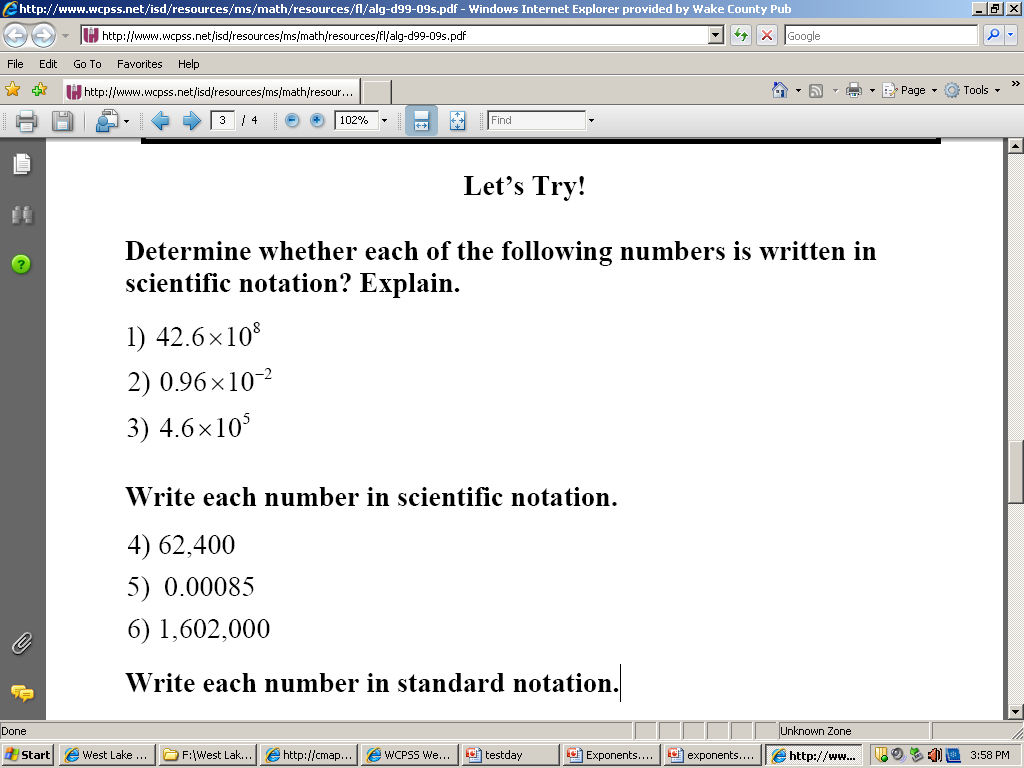 http://www.wcpss.net/isd/resources/ms/math/resources/fl/alg-d99-09s.pdf - Windows Internet Explorer provided by Wake County Pub
http://www.wcpss.net/isd/resources/ms/math/resources/fl/alg-d99-09s.pdf
Google
File Edit Go To Favorites Help
http://www.wcpss.net/isd/resources/ms/math/resour...
Page Tools »
3 / 4 102% Find
Let's Try!
Determine whether each of the following numbers is written in
scientific notation? Explain.
1) 42.6×10⁸
2) 0.96×10⁻²
3) 4.6×10⁵
Write each number in scientific notation.
4) 62,400
5) 0.00085
6) 1,602,000
Write each number in standard notation.
Done Unknown Zone
Start West Lake ... F:\West Lak... http://cmap... WCPSS We... testday Exponents.... exponents.... http://ww... 3:58 PM